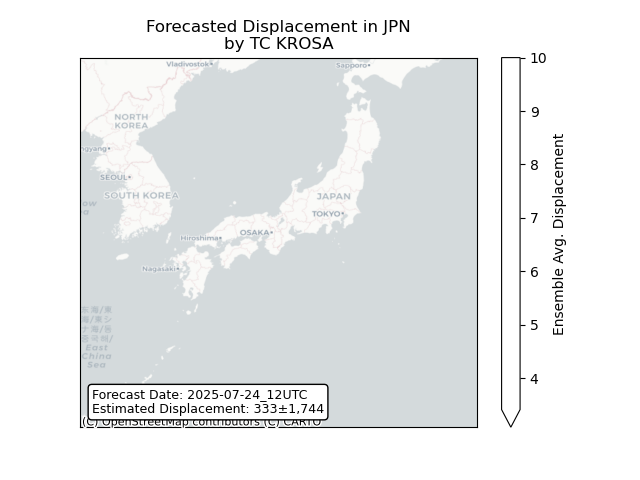 Forecasted Displacement in JPN
by TC KROSA
Vladivostok
Sapporo
NORTH
KOREA
SEOUL
SOUTH KOREA
JAPAN
TOKYO
OSAKA
Hiroshima
Nagasaki
East
China
Sea
Forecast Date: 2025-07-24_12UTC
Estimated Displacement: 333±1,744
(C) OpenStreetMap contributors (C) CARTO
10
9
8
7
6
5
4
Ensemble Avg. Displacement